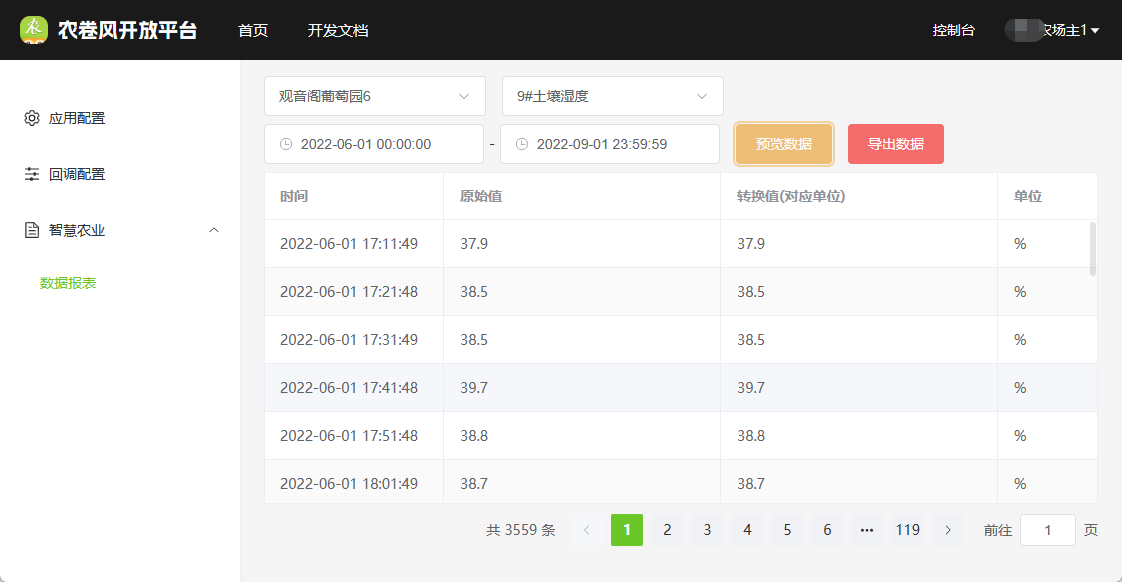 农 农卷风开放平台 首页 开发文档 控制台 农场主1
应用配置
回调配置
智慧农业
数据报表
观音阁葡萄园6 9#土壤湿度
2022-06-01 00:00:00 - 2022-09-01 23:59:59 预览数据 导出数据
时间 原始值 转换值(对应单位) 单位
2022-06-01 17:11:49 37.9 37.9 %
2022-06-01 17:21:48 38.5 38.5 %
2022-06-01 17:31:49 38.5 38.5 %
2022-06-01 17:41:48 39.7 39.7 %
2022-06-01 17:51:48 38.8 38.8 %
2022-06-01 18:01:49 38.7 38.7 %
共 3559 条 1 2 3 4 5 6 ••• 119 前往 1 页